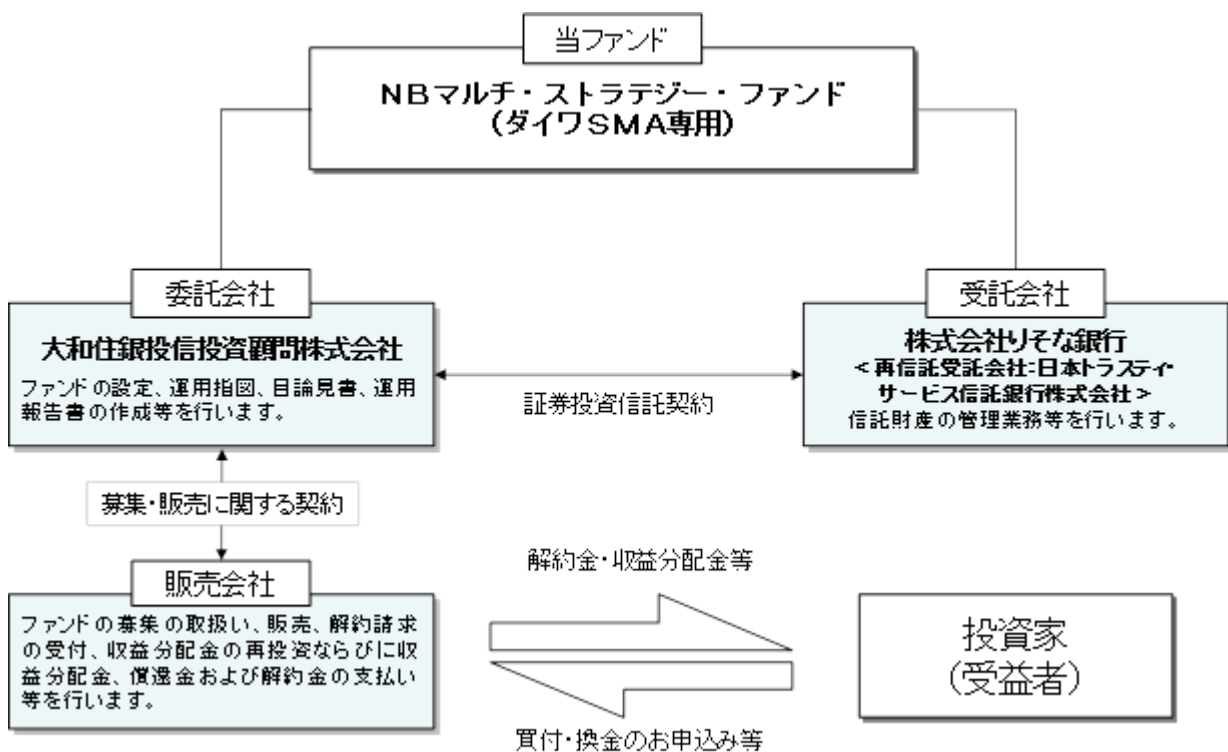 当ファンド
NBマルチ・ストラテジー・ファンド
(ダイワSMA専用)
委託会社
大和住銀投信投資顧問株式会社
ファンドの設定、運用指図、目論見書、運用
報告書の作成等を行います。
証券投資信託契約
受託会社
株式会社りそな銀行
<再信託受託会社:日本トラスティ・
サービス信託銀行株式会社>
信託財産の管理業務等を行います。
募集・販売に関する契約
販売会社
ファンドの募集の取扱い、販売、解約請求
の受付、収益分配金の再投資ならびに収
益分配金、償還金および解約金の支払い
等を行います。
解約金・収益分配金等
買付・換金のお申込み等
投資家
(受益者)